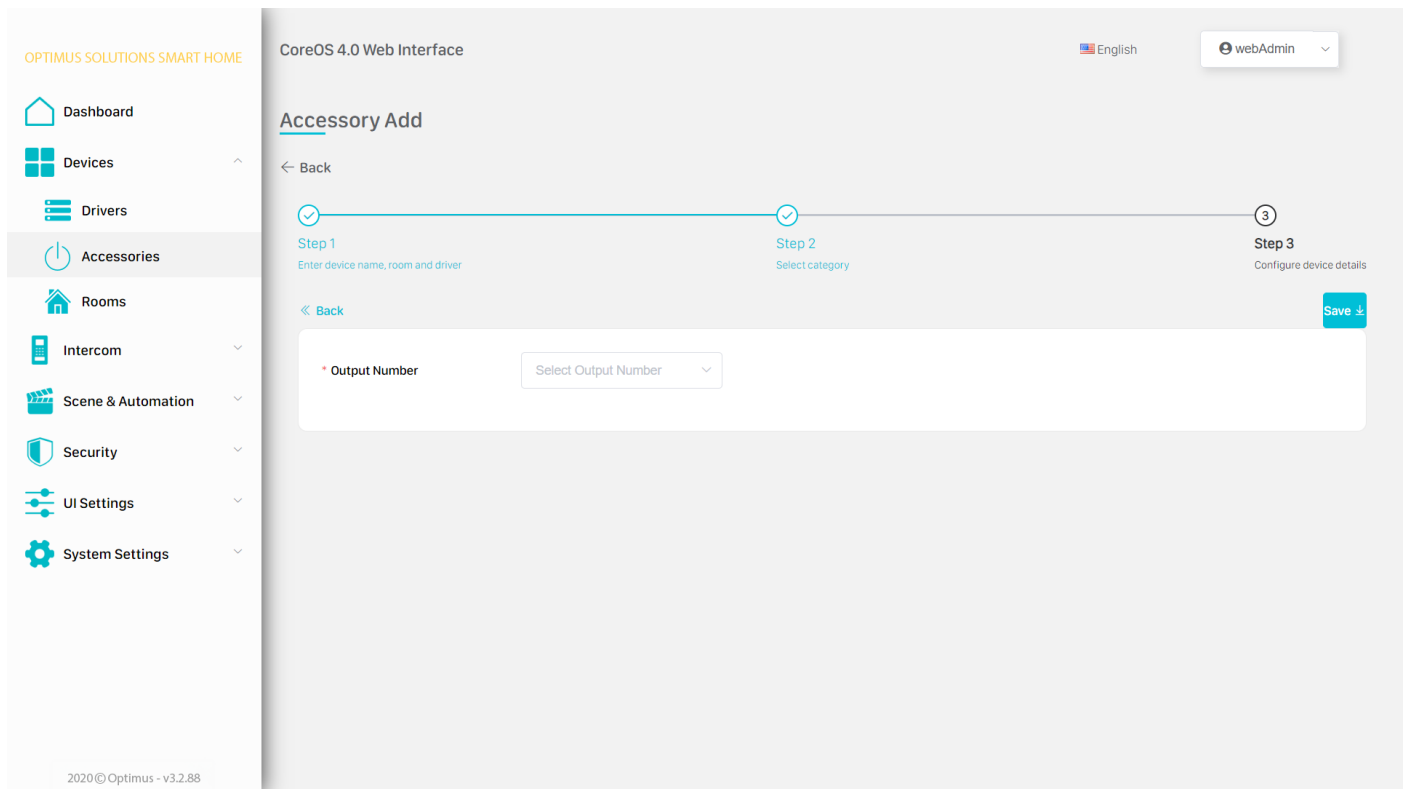 OPTIMUS SOLUTIONS SMART HOME
Dashboard
Devices
Drivers
Accessories
Rooms
Intercom
Scene & Automation
Security
UI Settings
System Settings
2020 © Optimus - v3.2.88
CoreOS 4.0 Web Interface
English
webAdmin
Accessory Add
Back
3
Step 1
Step 2
Step 3
Enter device name, room and driver
Select category
Configure device details
Back
Save
* Output Number
Select Output Number